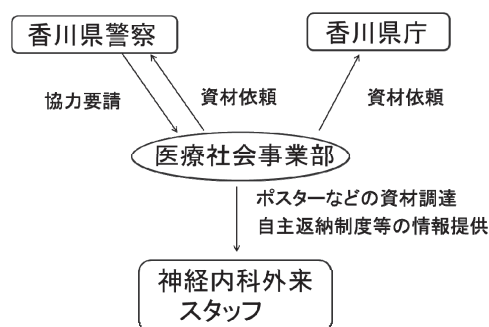 香川県警察
香川県庁
協力要請
資材依頼
資材依頼
医療社会事業部
ポスターなどの資材調達
自主返納制度等の情報提供
神経内科外来
スタッフ